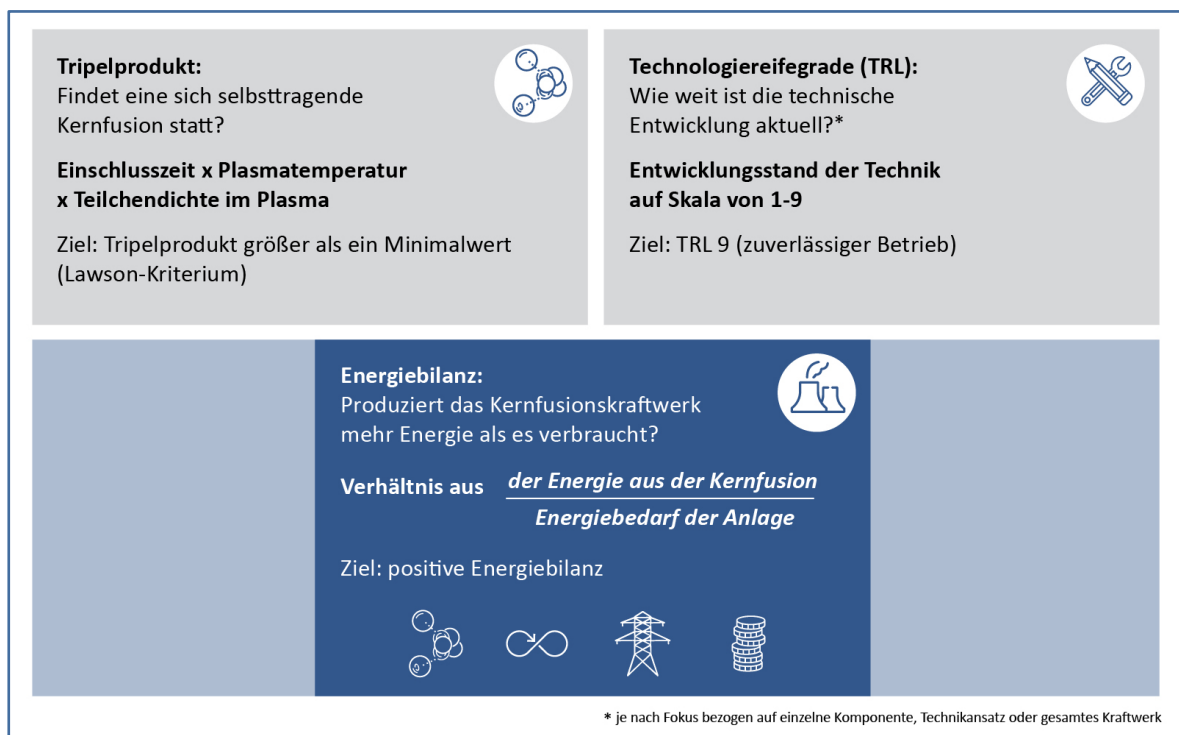 Tripelprodukt:
Findet eine sich selbsttragende
Kernfusion statt?
Einschlusszeit x Plasmatemperatur
x Teilchendichte im Plasma
Ziel: Tripelprodukt größer als ein Minimalwert
(Lawson-Kriterium)
Technologiereifegrade (TRL):
Wie weit ist die technische
Entwicklung aktuell?*
Entwicklungsstand der Technik
auf Skala von 1-9
Ziel: TRL 9 (zuverlässiger Betrieb)
Energiebilanz:
Produziert das Kernfusionskraftwerk
mehr Energie als es verbraucht?
Verhältnis aus
der Energie aus der Kernfusion
Energiebedarf der Anlage
Ziel: positive Energiebilanz
* je nach Fokus bezogen auf einzelne Komponente, Technikansatz oder gesamtes Kraftwerk